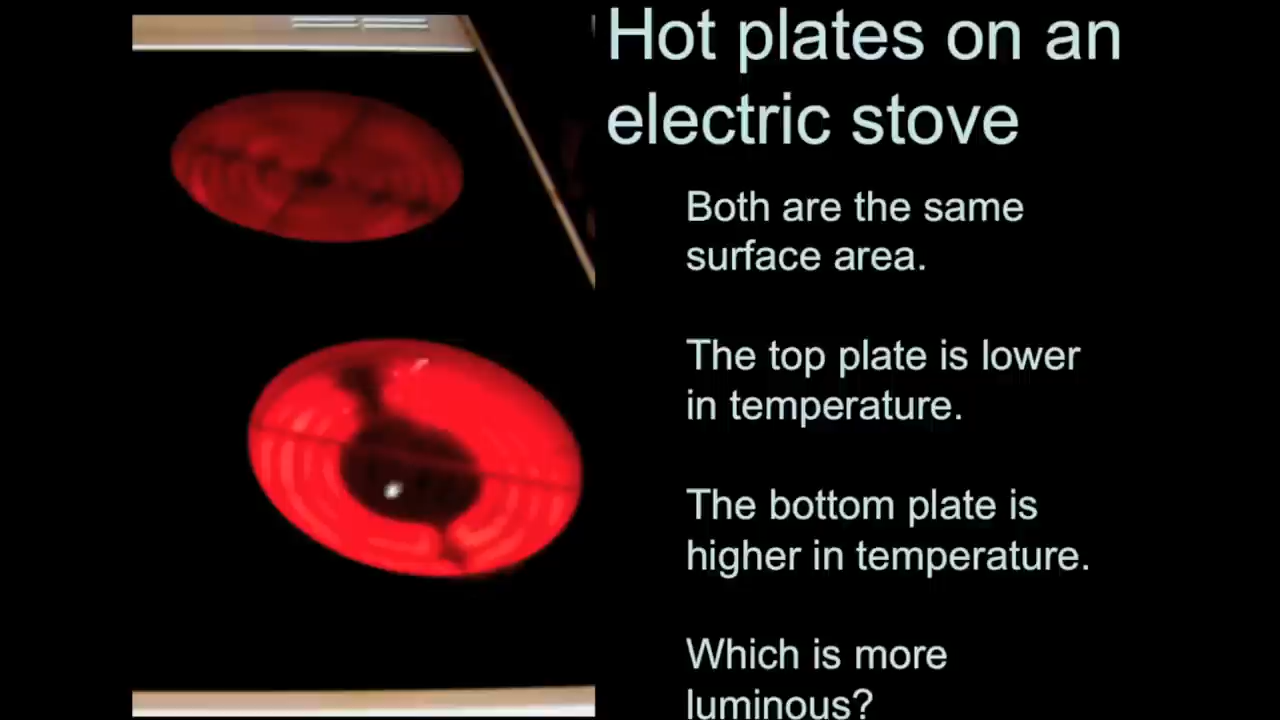 Hot plates on an
electric stove
Both are the same
surface area.
The top plate is lower
in temperature.
The bottom plate is
higher in temperature.
Which is more
luminous?